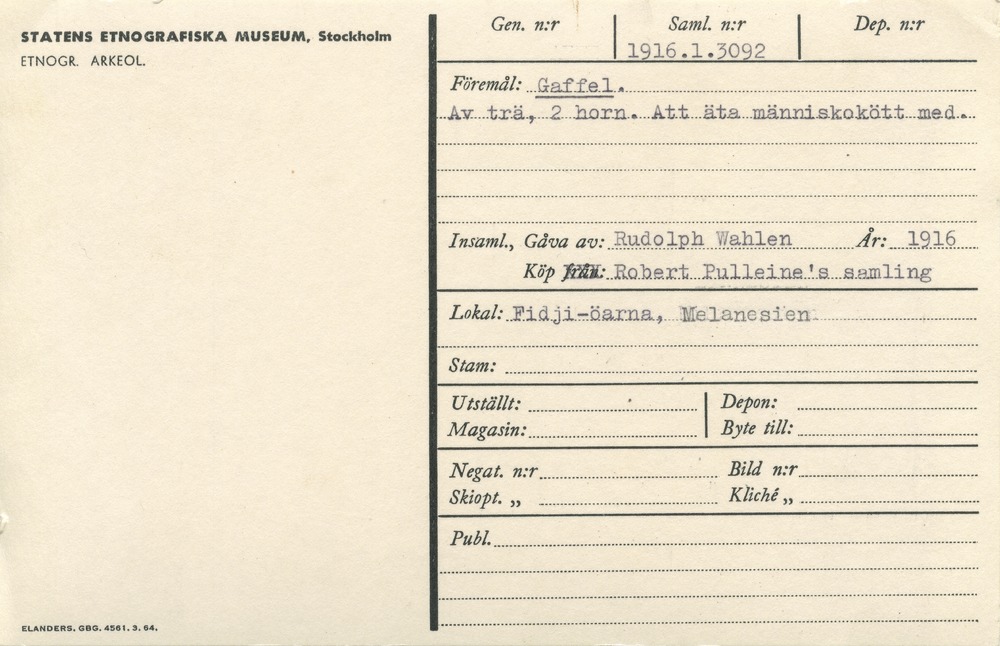 STATENS ETNOGRAFISKA MUSEUM, Stockholm
ETNOGR. ARKEOL.
Gen. n:r Saml. n:r Dep. n:r
1916.1.3092
Föremål: Gaffel.
Av trä, 2 horn. Att äta människokött med.
Insaml., Gåva av: Rudolph Wahlen År: 1916
Köp från: Robert Pulleine's samling
Lokal: Fidji-öarna, Melanesien
Stam:
Utställt: Depon:
Magasin: Byte till:
Negat. n:r Bild n:r
Skiopt. „ Kliché „
Publ.
ELANDERS. GBG. 4561. 3. 64.